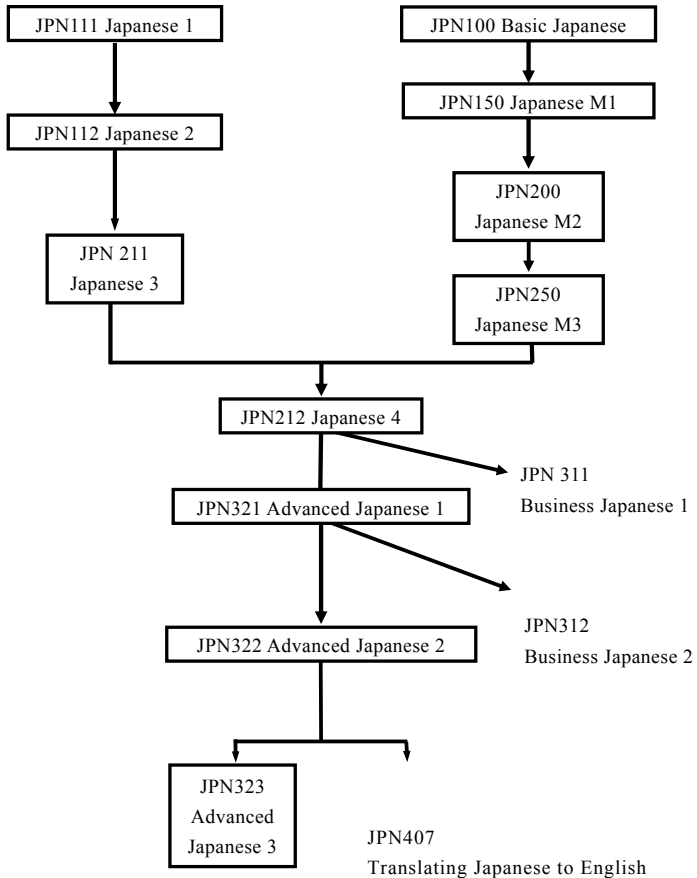 JPN111 Japanese 1
JPN100 Basic Japanese
JPN150 Japanese M1
JPN112 Japanese 2
JPN200
Japanese M2
JPN 211
Japanese 3
JPN250
Japanese M3
JPN212 Japanese 4
JPN 311
Business Japanese 1
JPN321 Advanced Japanese 1
JPN312
Business Japanese 2
JPN322 Advanced Japanese 2
JPN323
Advanced
Japanese 3
JPN407
Translating Japanese to English